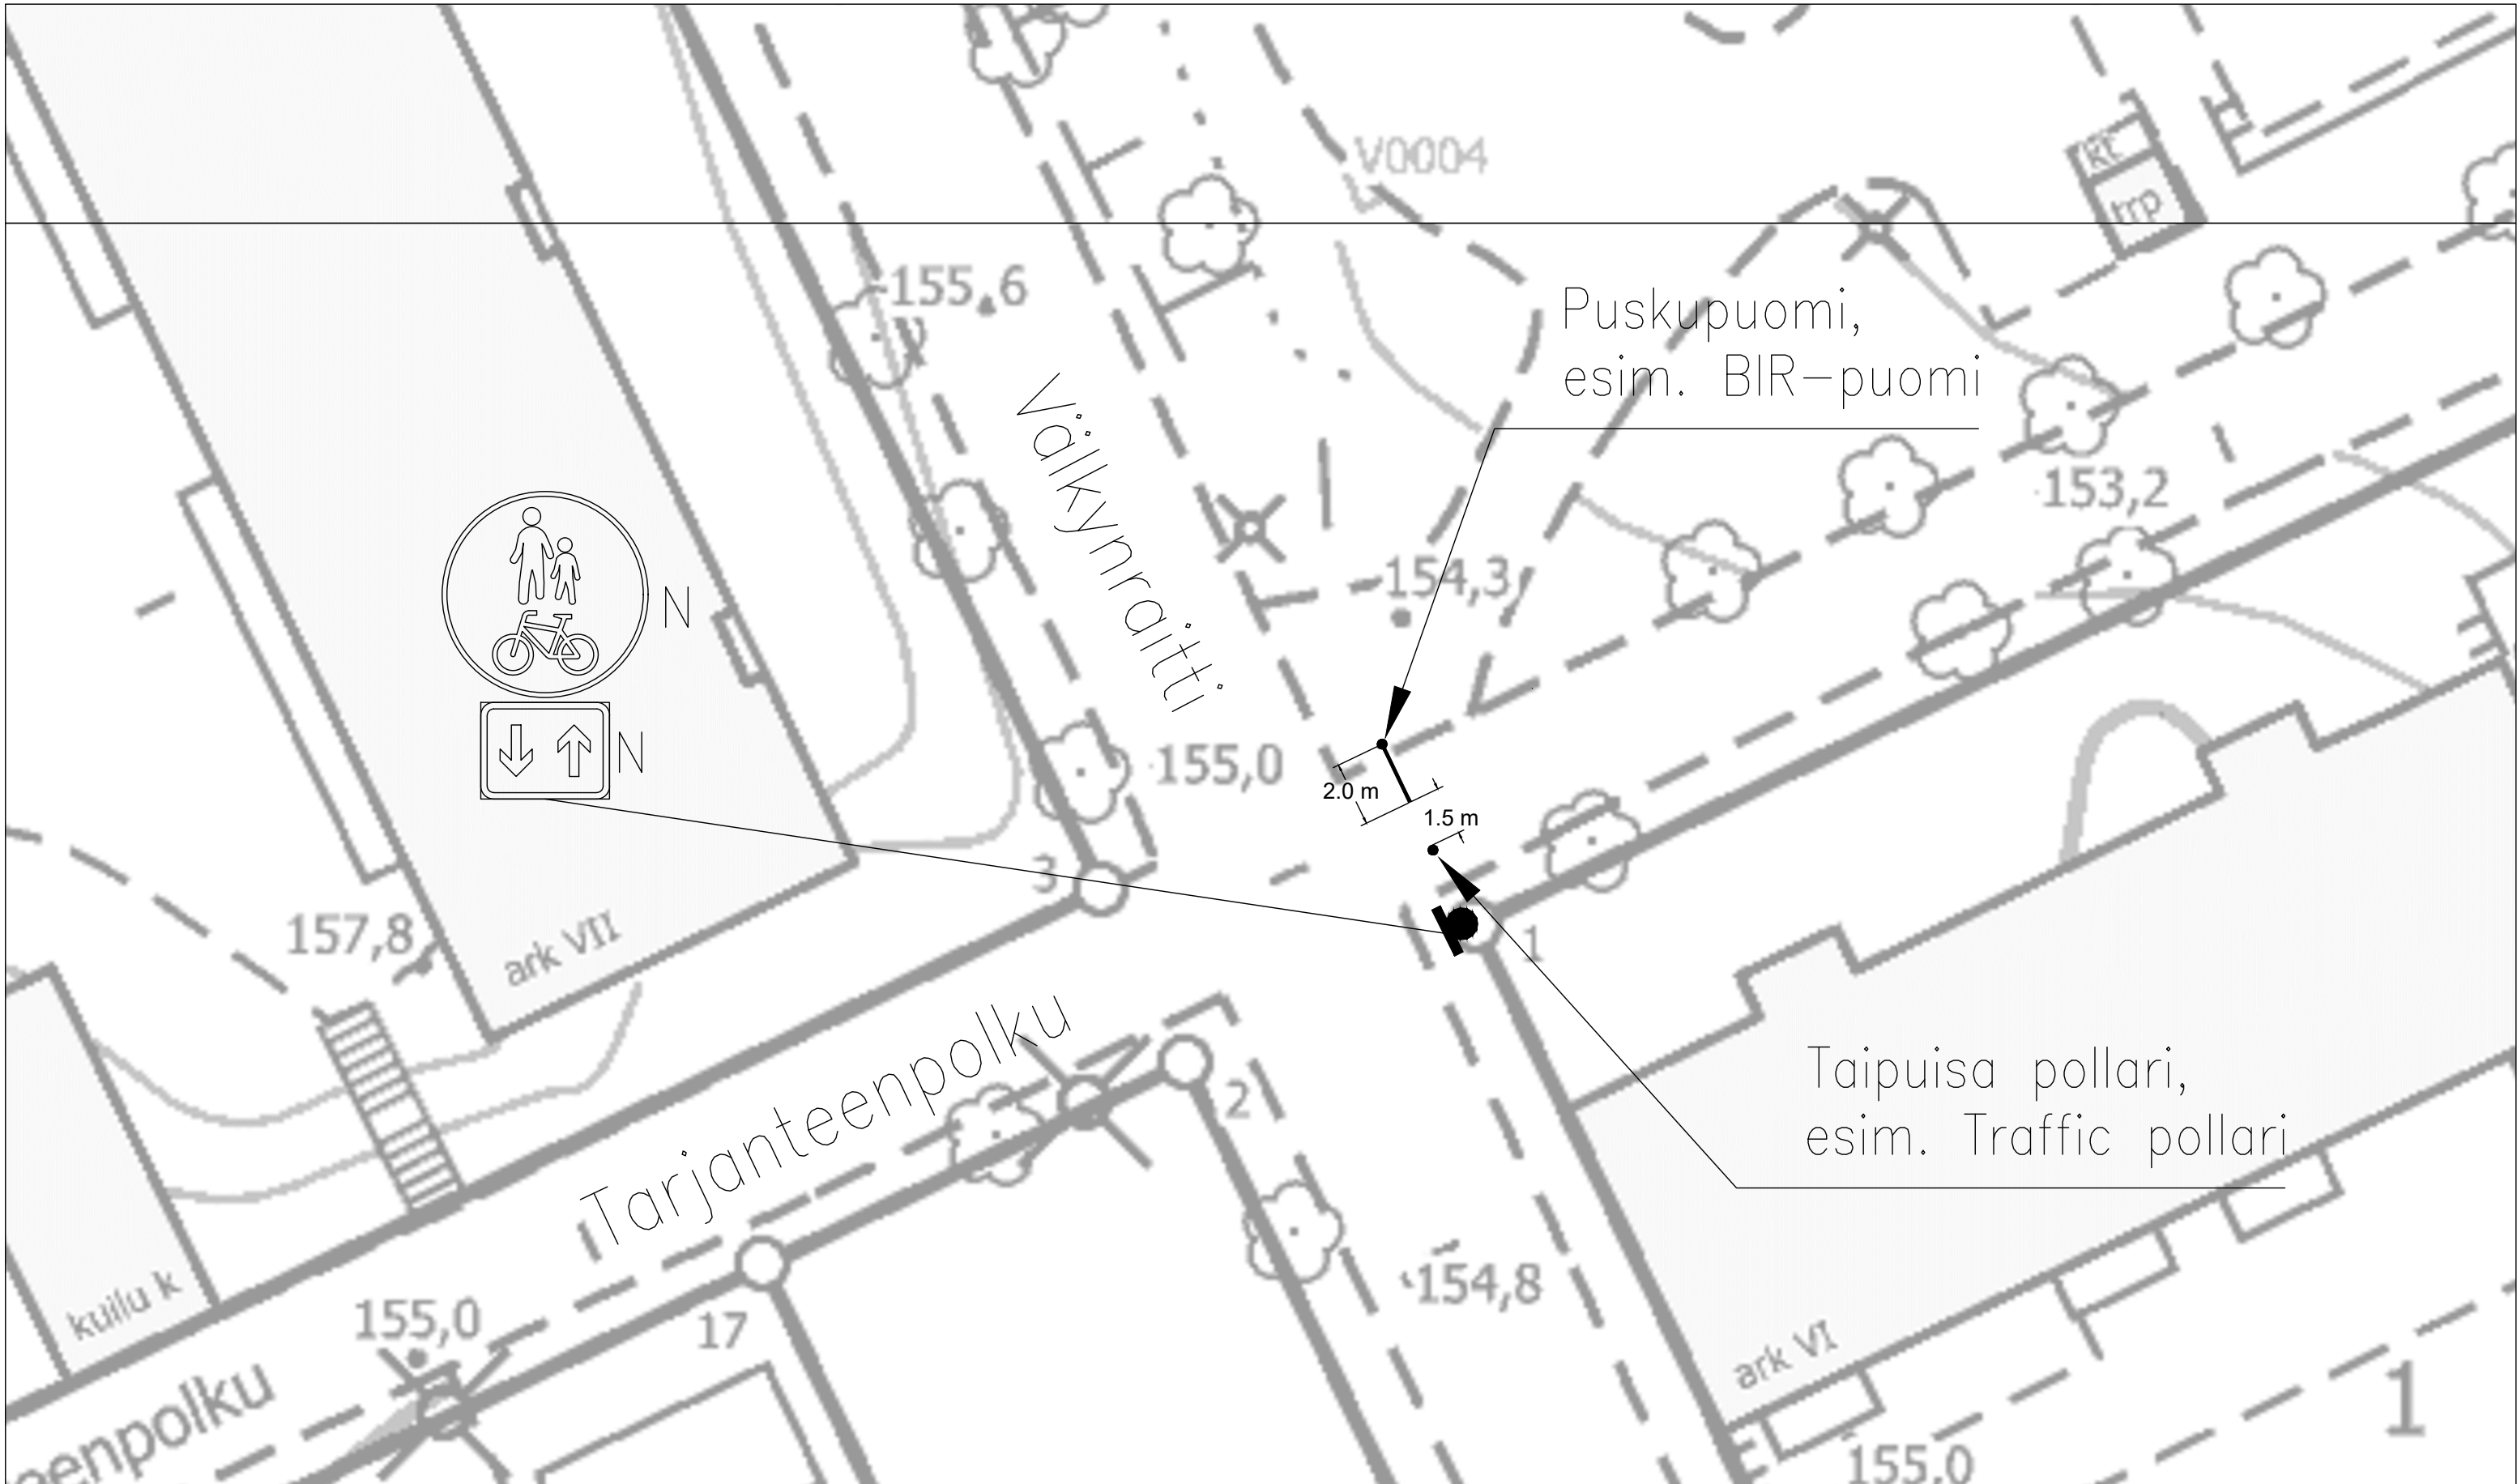 V0004
kt
trp
155,6
Puskupuomi,
esim. BIR-puomi
Välkynraitti
153,2
154,3
N
N
155,0
2.0 m
1.5 m
3
157,8
ark VII
1
Tarjanteenpolku
2
Taipuisa pollari,
esim. Traffic pollari
154,8
kuilu k
155,0
17
ark VI
1
eenpolku
155,0